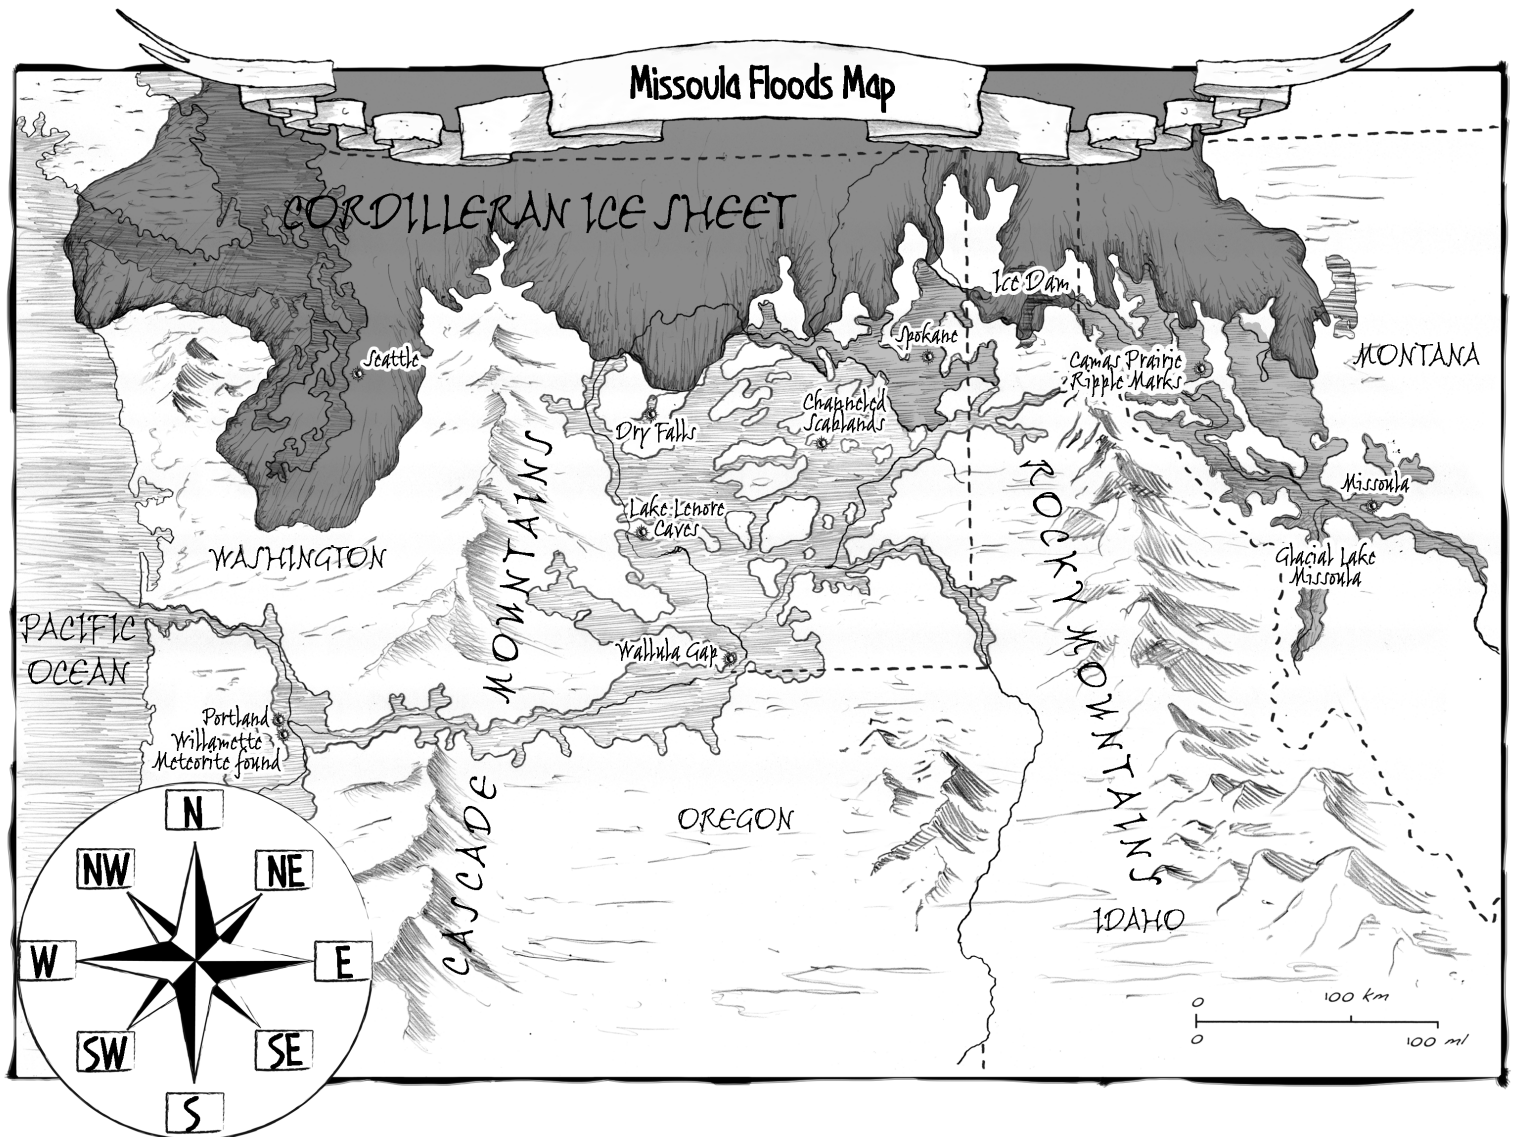 Missoula Floods Map
CORDILLERAN ICE SHEET
Ice Dam
Spokane
Seattle
MONTANA
Camas Prairie
Ripple Marks
Channeled
Scablands
Dry Falls
Missoula
Lake Lenore
Caves
WASHINGTON
Glacial Lake
Missoula
PACIFIC
OCEAN
Wallula Gap
CASCADE MOUNTAINS
ROCKY MOUNTAINS
Portland
Willamette
Meteorite found
OREGON
IDAHO
N
NW
NE
W
E
SW
SE
S
0
100 km
0
100 mi